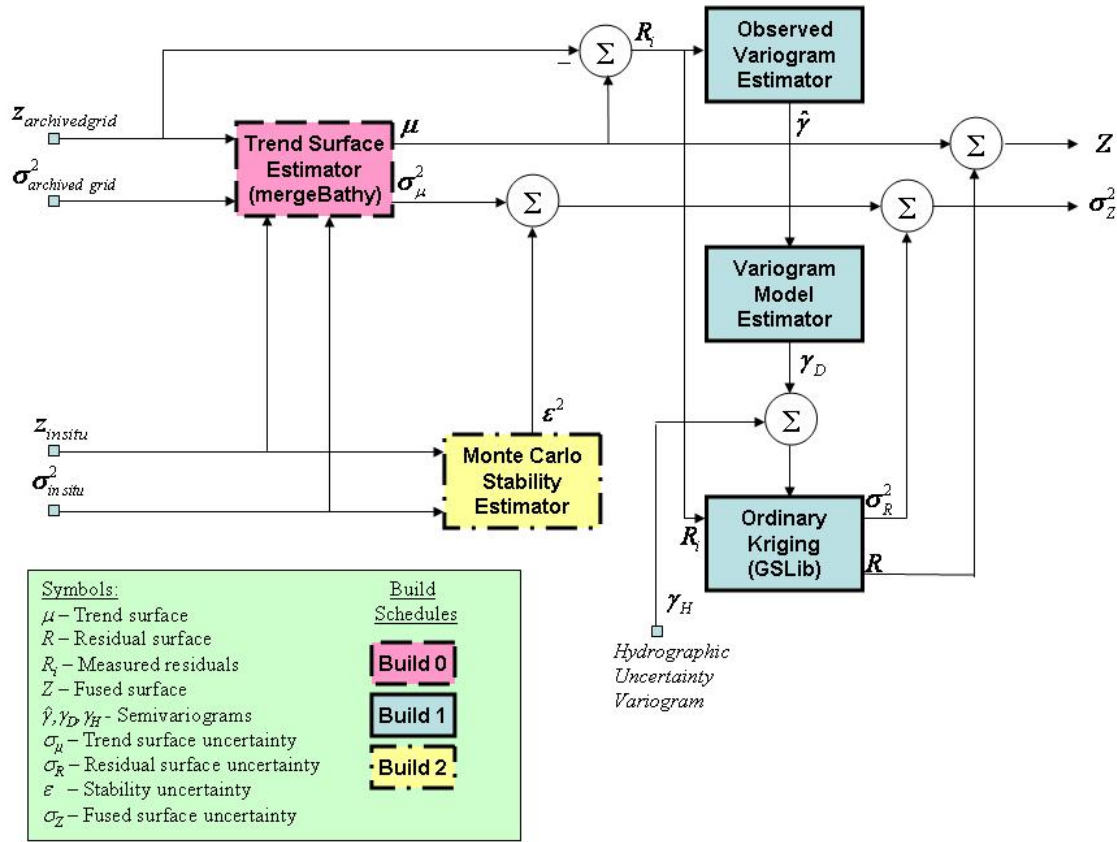 Observed
Variogram
Estimator
R_i
Σ
−
z_archivedgrid
σ²_archived grid
Trend Surface
Estimator
(mergeBathy)
μ
σ²_μ
γ̂
Σ
Z
Σ
Σ
σ²_Z
Variogram
Model
Estimator
γ_D
Σ
z_insitu
σ²_in situ
ε²
Monte Carlo
Stability
Estimator
Ordinary
Kriging
(GSLib)
R_i
σ²_R
R
γ_H
Hydrographic
Uncertainty
Variogram
Symbols:
μ – Trend surface
R – Residual surface
R_i – Measured residuals
Z – Fused surface
γ̂, γ_D, γ_H - Semivariograms
σ_μ – Trend surface uncertainty
σ_R – Residual surface uncertainty
ε – Stability uncertainty
σ_Z – Fused surface uncertainty
Build
Schedules
Build 0
Build 1
Build 2